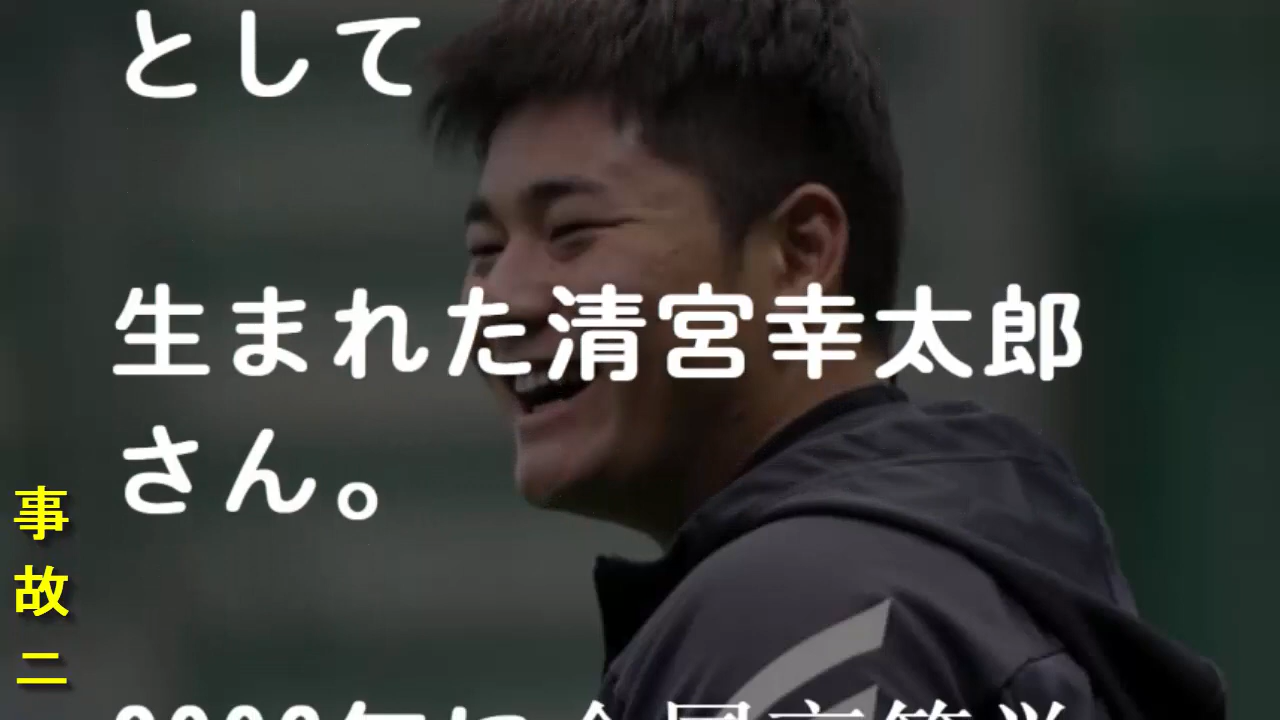 として
生まれた清宮幸太郎
さん。
事故二